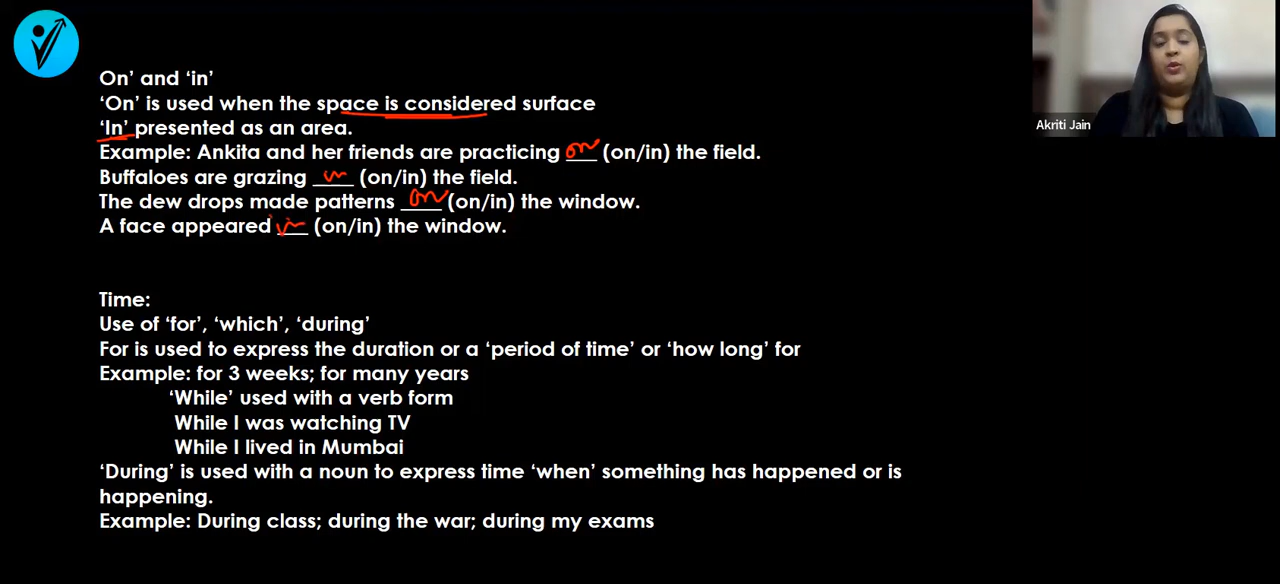 On’ and ‘in’
‘On’ is used when the space is considered surface
‘In’ presented as an area.
Example: Ankita and her friends are practicing on (on/in) the field.
Buffaloes are grazing in (on/in) the field.
The dew drops made patterns on (on/in) the window.
A face appeared in (on/in) the window.
Time:
Use of ‘for’, ‘which’, ‘during’
For is used to express the duration or a ‘period of time’ or ‘how long’ for
Example: for 3 weeks; for many years
‘While’ used with a verb form
While I was watching TV
While I lived in Mumbai
‘During’ is used with a noun to express time ‘when’ something has happened or is
happening.
Example: During class; during the war; during my exams
Akriti Jain